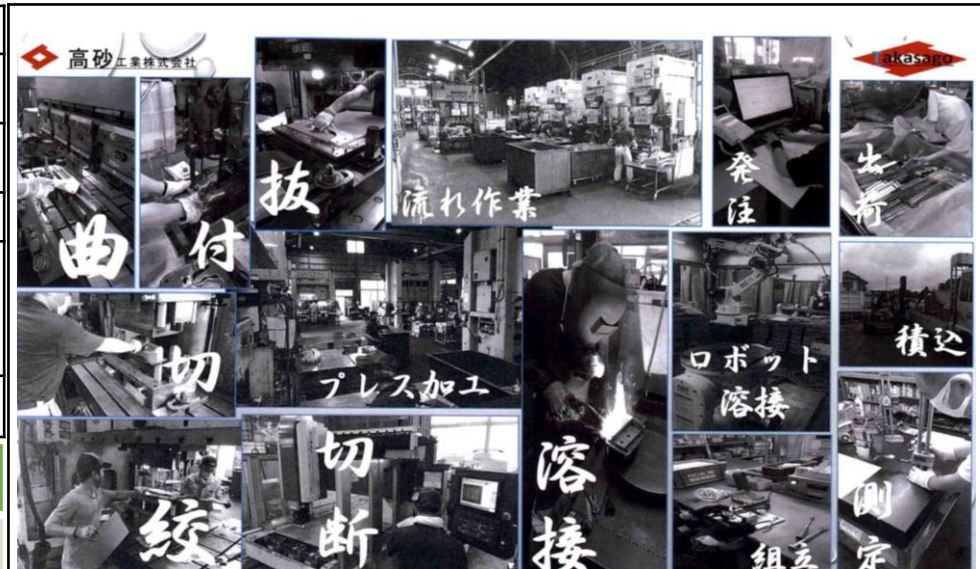 高砂工業株式会社
Takasago
曲
付
抜
流れ作業
発注
出荷
切
プレス加工
ロボット
溶接
積込
絞
切断
溶接
組立
測定